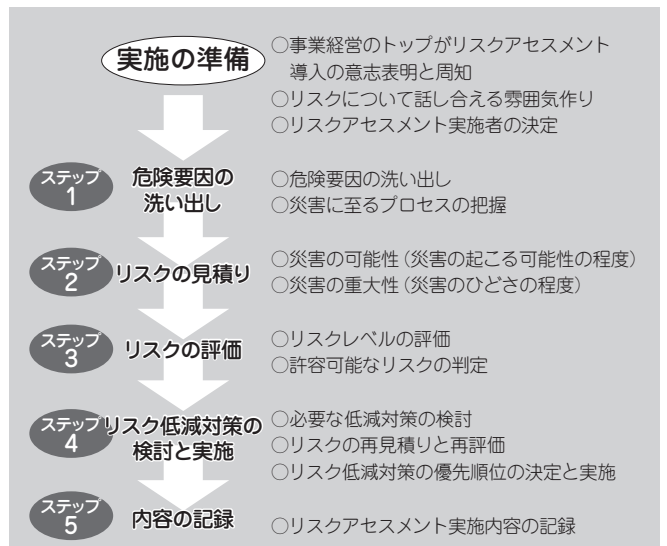 実施の準備
○事業経営のトップがリスクアセスメント
導入の意志表明と周知
○リスクについて話し合える雰囲気作り
○リスクアセスメント実施者の決定
ステップ
1
危険要因の
洗い出し
○危険要因の洗い出し
○災害に至るプロセスの把握
ステップ
2
リスクの見積り
○災害の可能性(災害の起こる可能性の程度)
○災害の重大性(災害のひどさの程度)
ステップ
3
リスクの評価
○リスクレベルの評価
○許容可能なリスクの判定
ステップ
4
リスク低減対策の
検討と実施
○必要な低減対策の検討
○リスクの再見積りと再評価
○リスク低減対策の優先順位の決定と実施
ステップ
5
内容の記録
○リスクアセスメント実施内容の記録